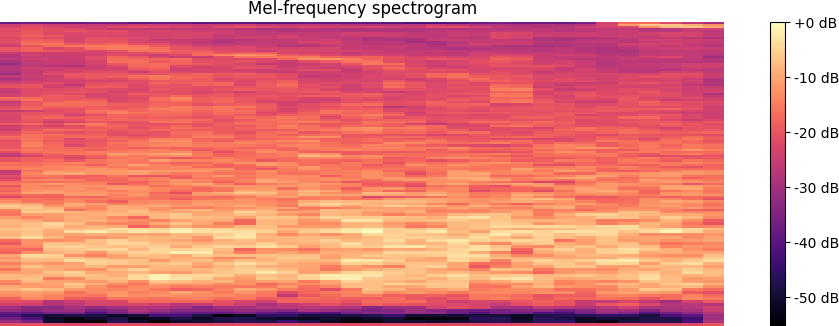 Mel-frequency spectrogram
+0 dB
-10 dB
-20 dB
-30 dB
-40 dB
-50 dB